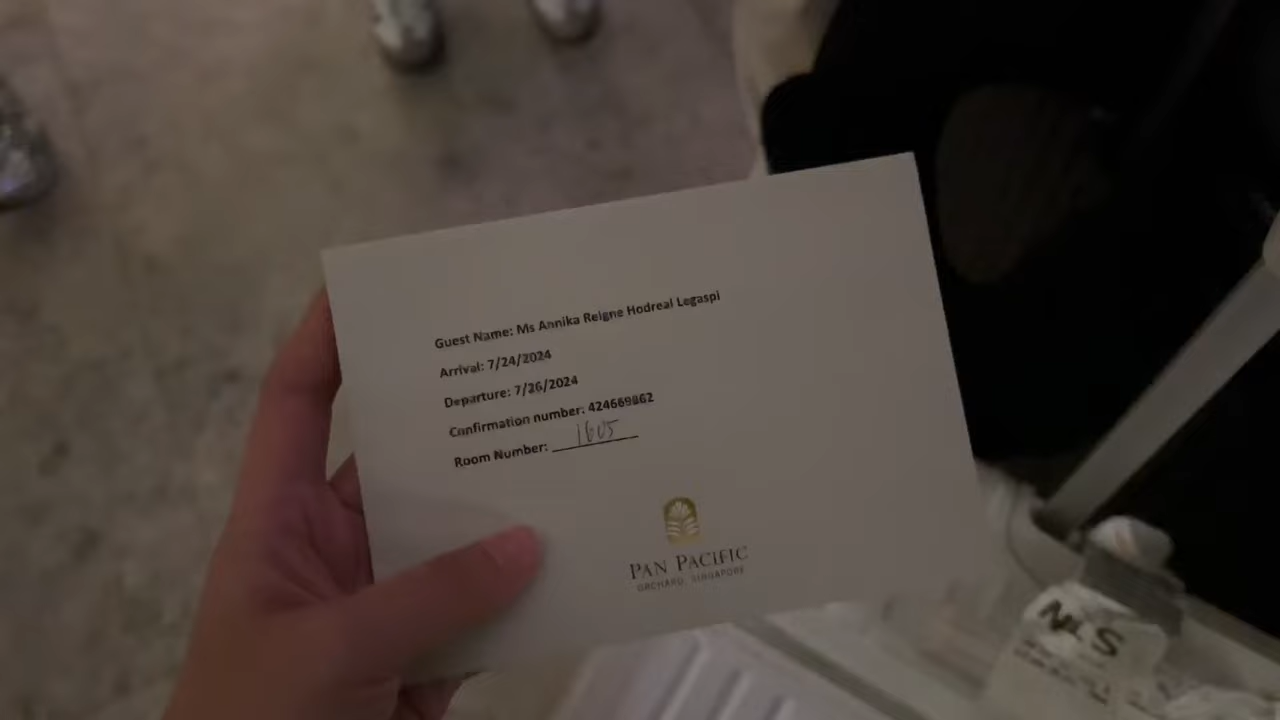 Guest Name: Ms Annika Reigne Hodreal Legaspi
Arrival: 7/24/2024
Departure: 7/26/2024
Confirmation number: 424669862
Room Number: 1605
PAN PACIFIC
ORCHARD, SINGAPORE